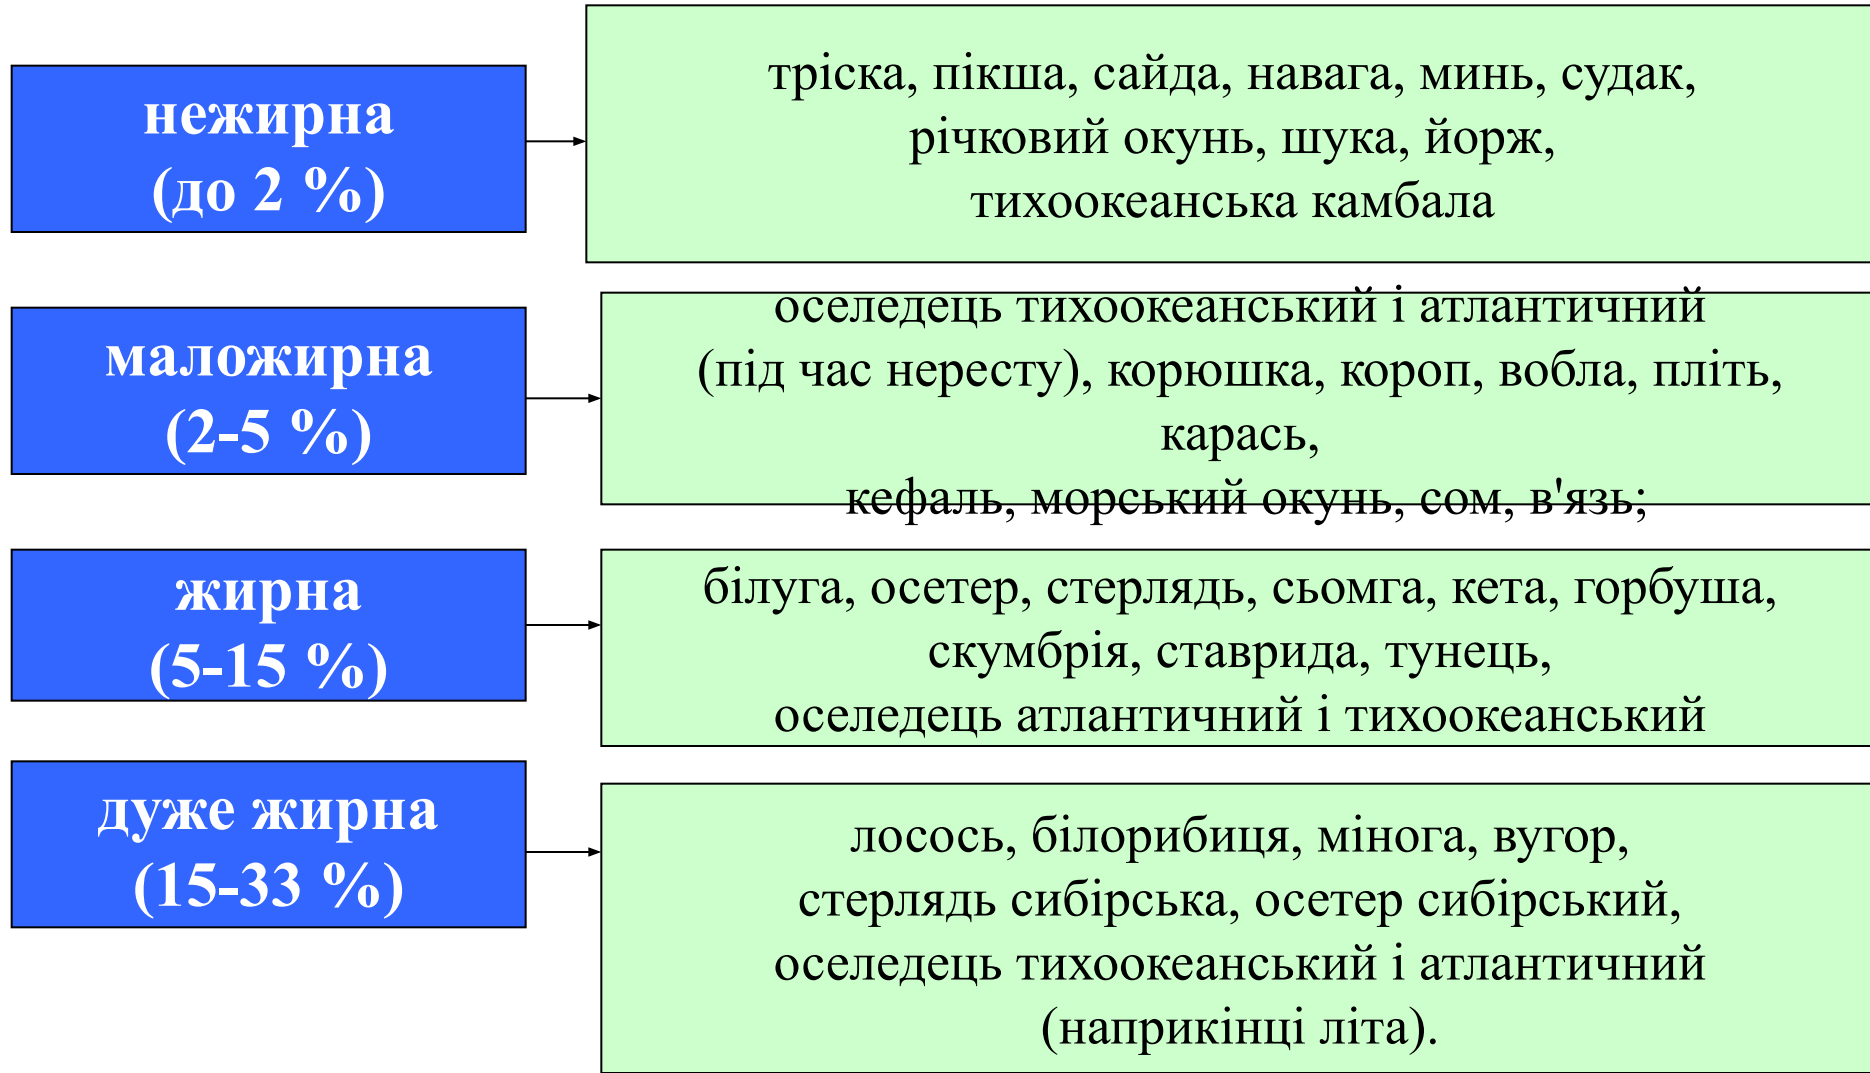 нежирна
(до 2 %)
тріска, пікша, сайда, навага, минь, судак,
річковий окунь, шука, йорж,
тихоокеанська камбала
маложирна
(2-5 %)
оселедець тихоокеанський і атлантичний
(під час нересту), корюшка, короп, вобла, пліть,
карась,
кефаль, морський окунь, сом, в'язь;
жирна
(5-15 %)
білуга, осетер, стерлядь, сьомга, кета, горбуша,
скумбрія, ставрида, тунець,
оселедець атлантичний і тихоокеанський
дуже жирна
(15-33 %)
лосось, білорибиця, мінога, вугор,
стерлядь сибірська, осетер сибірський,
оселедець тихоокеанський і атлантичний
(наприкінці літа).